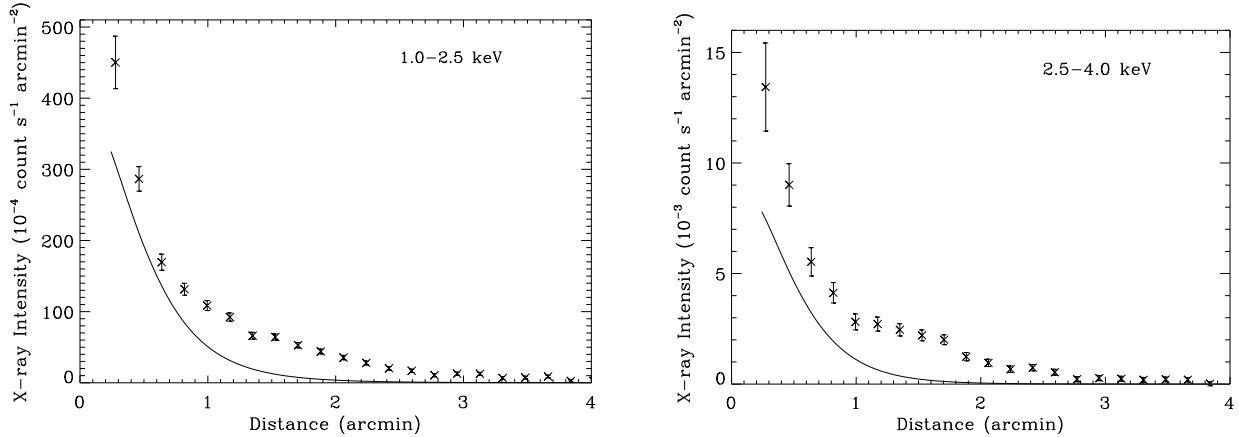 500
400
300
200
100
0
X-ray Intensity (10⁻⁴ count s⁻¹ arcmin⁻²)
1.0−2.5 keV
0 1 2 3 4
Distance (arcmin)
15
10
5
0
X-ray Intensity (10⁻³ count s⁻¹ arcmin⁻²)
2.5−4.0 keV
0 1 2 3 4
Distance (arcmin)